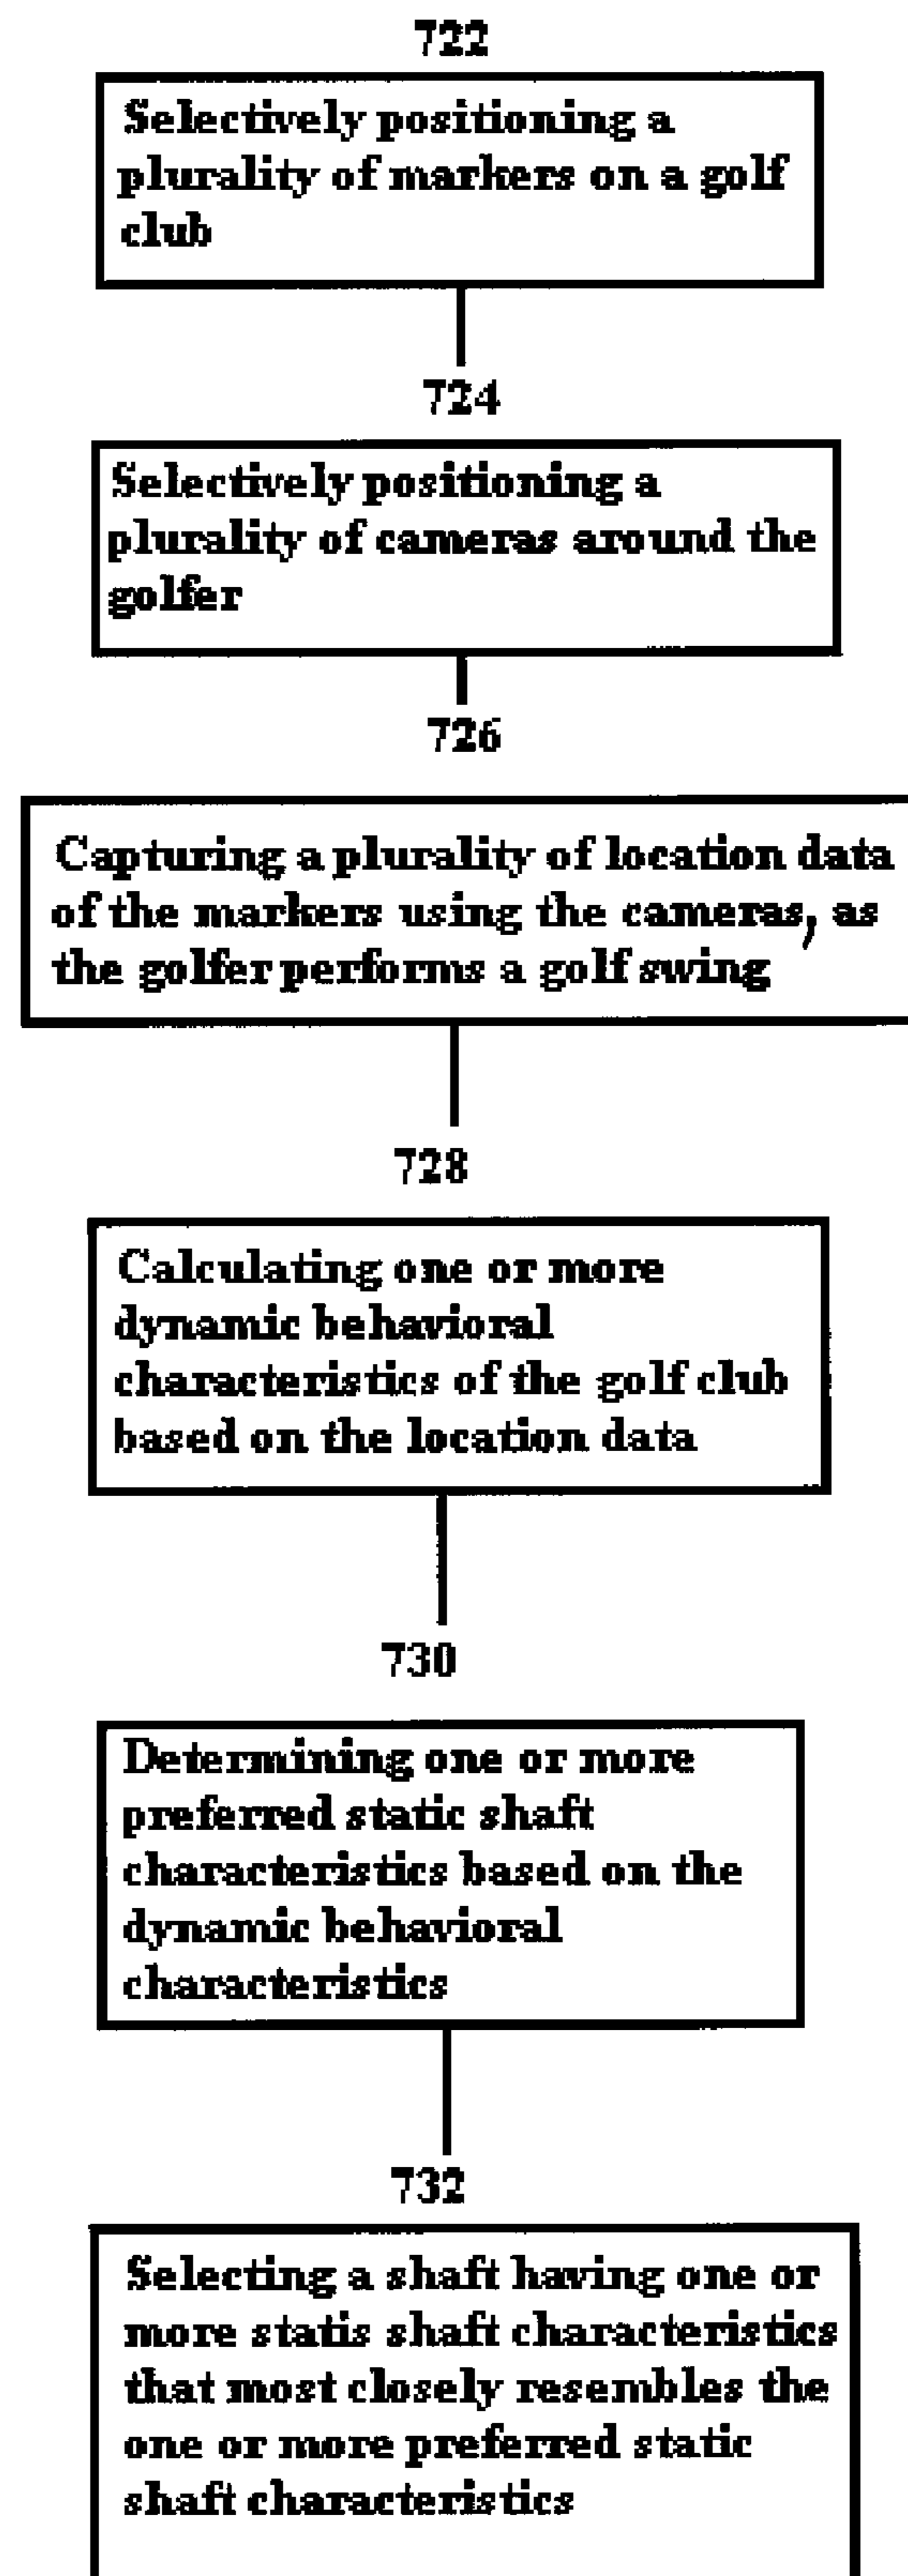 722
Selectively positioning a
plurality of markers on a golf
club
724
Selectively positioning a
plurality of cameras around the
golfer
726
Capturing a plurality of location data
of the markers using the cameras, as
the golfer performs a golf swing
728
Calculating one or more
dynamic behavioral
characteristics of the golf club
based on the location data
730
Determining one or more
preferred static shaft
characteristics based on the
dynamic behavioral
characteristics
732
Selecting a shaft having one or
more statis shaft characteristics
that most closely resembles the
one or more preferred static
shaft characteristics